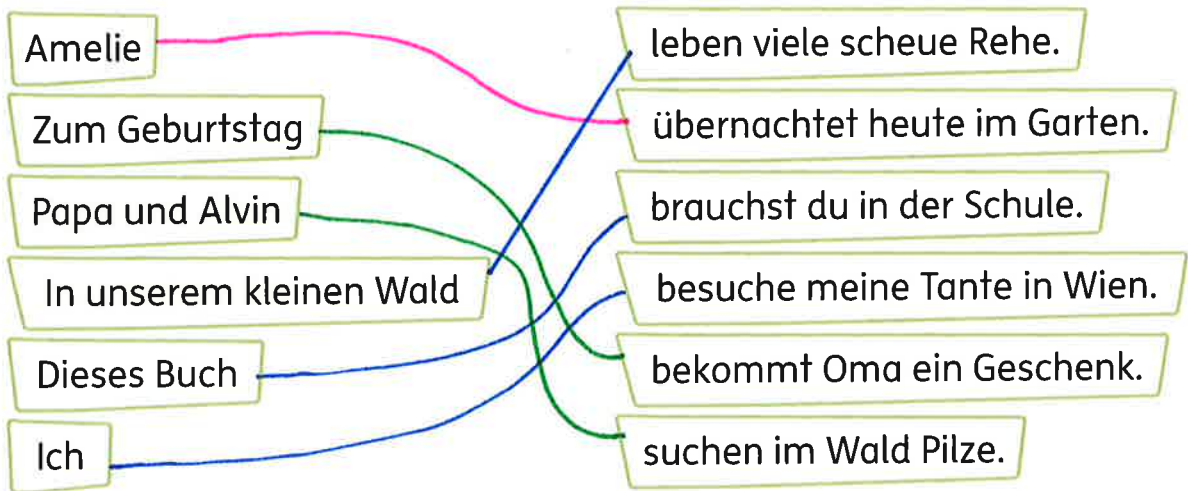 Amelie
Zum Geburtstag
Papa und Alvin
In unserem kleinen Wald
Dieses Buch
Ich
leben viele scheue Rehe.
übernachtet heute im Garten.
brauchst du in der Schule.
besuche meine Tante in Wien.
bekommt Oma ein Geschenk.
suchen im Wald Pilze.